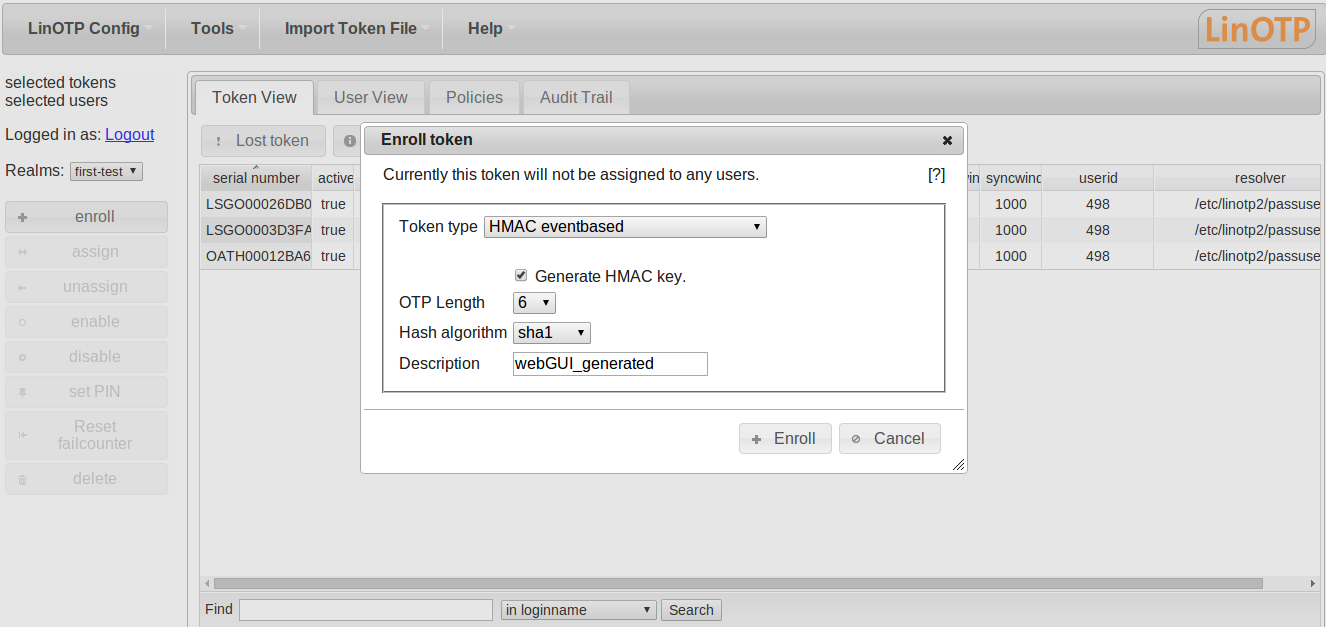 LinOTP Config Tools Import Token File Help LinOTP
selected tokens
selected users
Logged in as: Logout
Realms: first-test
enroll
assign
unassign
enable
disable
set PIN
Reset
failcounter
delete
Token View User View Policies Audit Trail
Lost token
serial number active syncwind userid resolver
LSGO00026DB0 true 1000 498 /etc/linotp2/passuse
LSGO0003D3FA true 1000 498 /etc/linotp2/passuse
OATH00012BA6 true 1000 498 /etc/linotp2/passuse
Enroll token
Currently this token will not be assigned to any users. [?]
Token type HMAC eventbased
Generate HMAC key.
OTP Length 6
Hash algorithm sha1
Description webGUI_generated
Enroll Cancel
Find in loginname Search